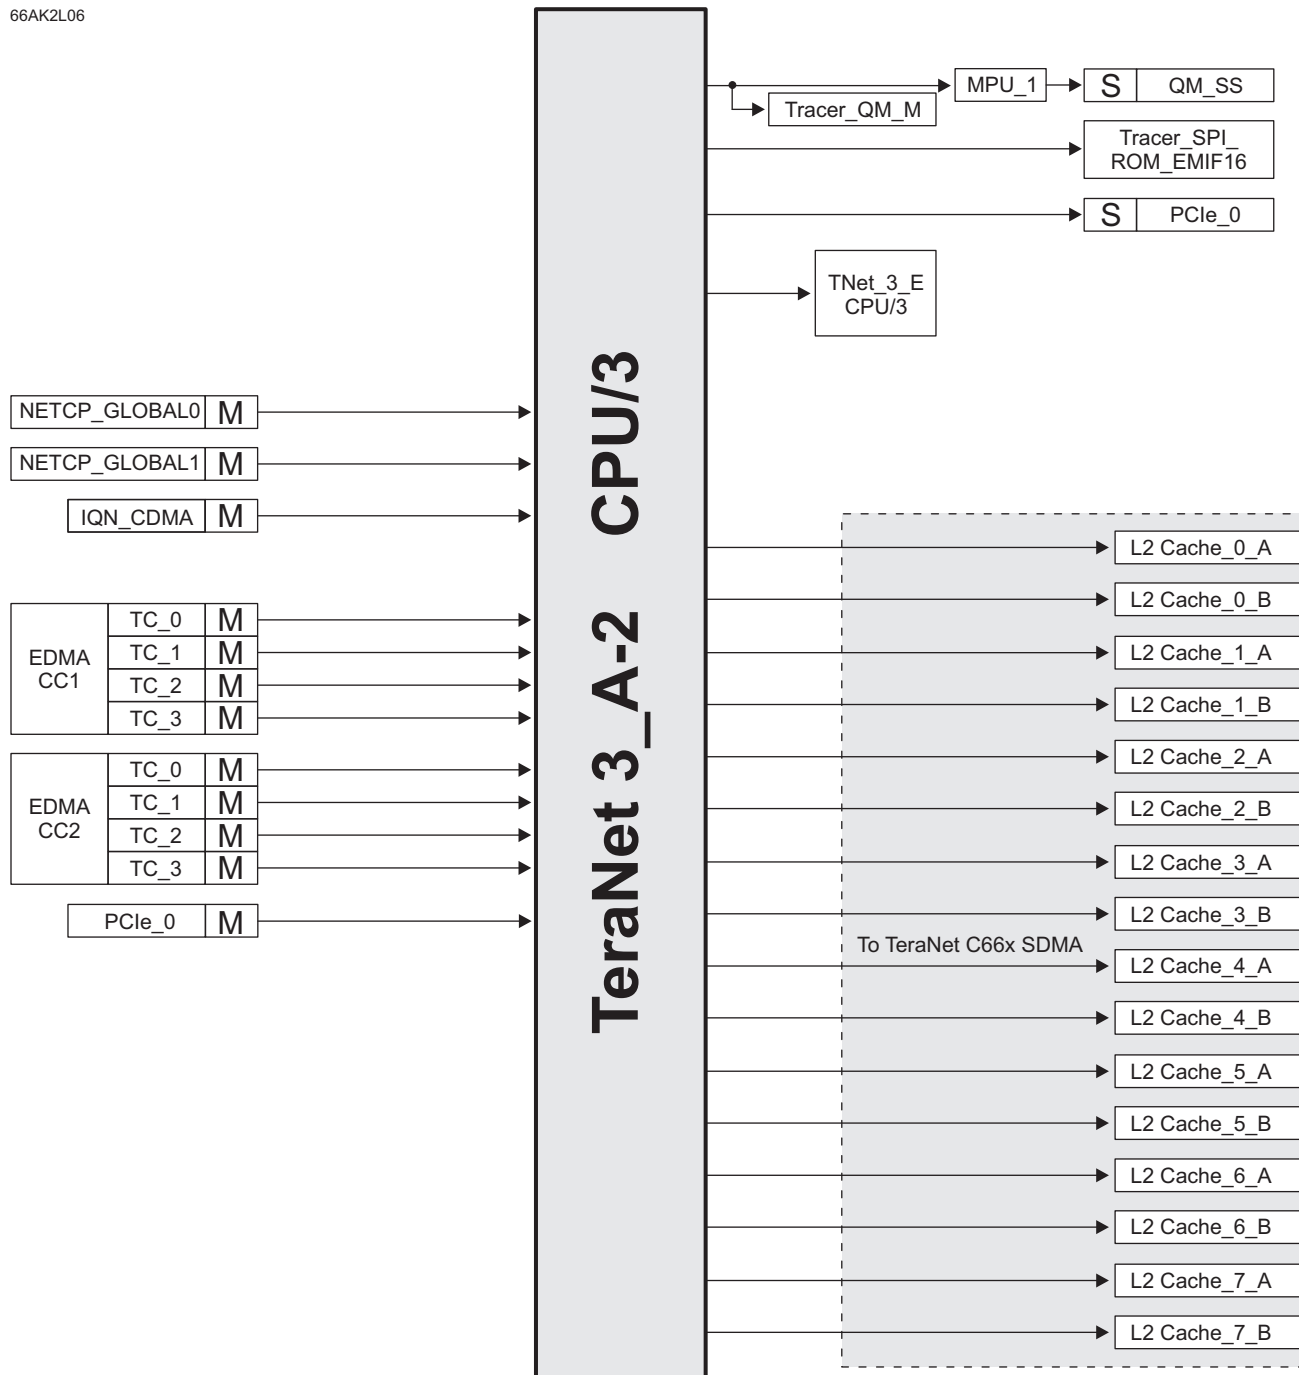 66AK2L06
MPU_1
S
QM_SS
Tracer_QM_M
Tracer_SPI_
ROM_EMIF16
S
PCIe_0
TNet_3_E
CPU/3
TeraNet 3_A-2 CPU/3
NETCP_GLOBAL0
M
NETCP_GLOBAL1
M
IQN_CDMA
M
EDMA
CC1
TC_0
M
TC_1
M
TC_2
M
TC_3
M
EDMA
CC2
TC_0
M
TC_1
M
TC_2
M
TC_3
M
PCIe_0
M
To TeraNet C66x SDMA
L2 Cache_0_A
L2 Cache_0_B
L2 Cache_1_A
L2 Cache_1_B
L2 Cache_2_A
L2 Cache_2_B
L2 Cache_3_A
L2 Cache_3_B
L2 Cache_4_A
L2 Cache_4_B
L2 Cache_5_A
L2 Cache_5_B
L2 Cache_6_A
L2 Cache_6_B
L2 Cache_7_A
L2 Cache_7_B